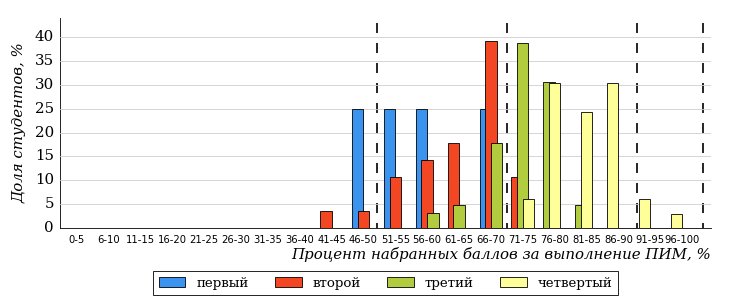 Доля студентов, %
40
35
30
25
20
15
10
5
0
0-5 6-10 11-15 16-20 21-25 26-30 31-35 36-40 41-45 46-50 51-55 56-60 61-65 66-70 71-75 76-80 81-85 86-90 91-95 96-100
Процент набранных баллов за выполнение ПИМ, %
первый второй третий четвертый